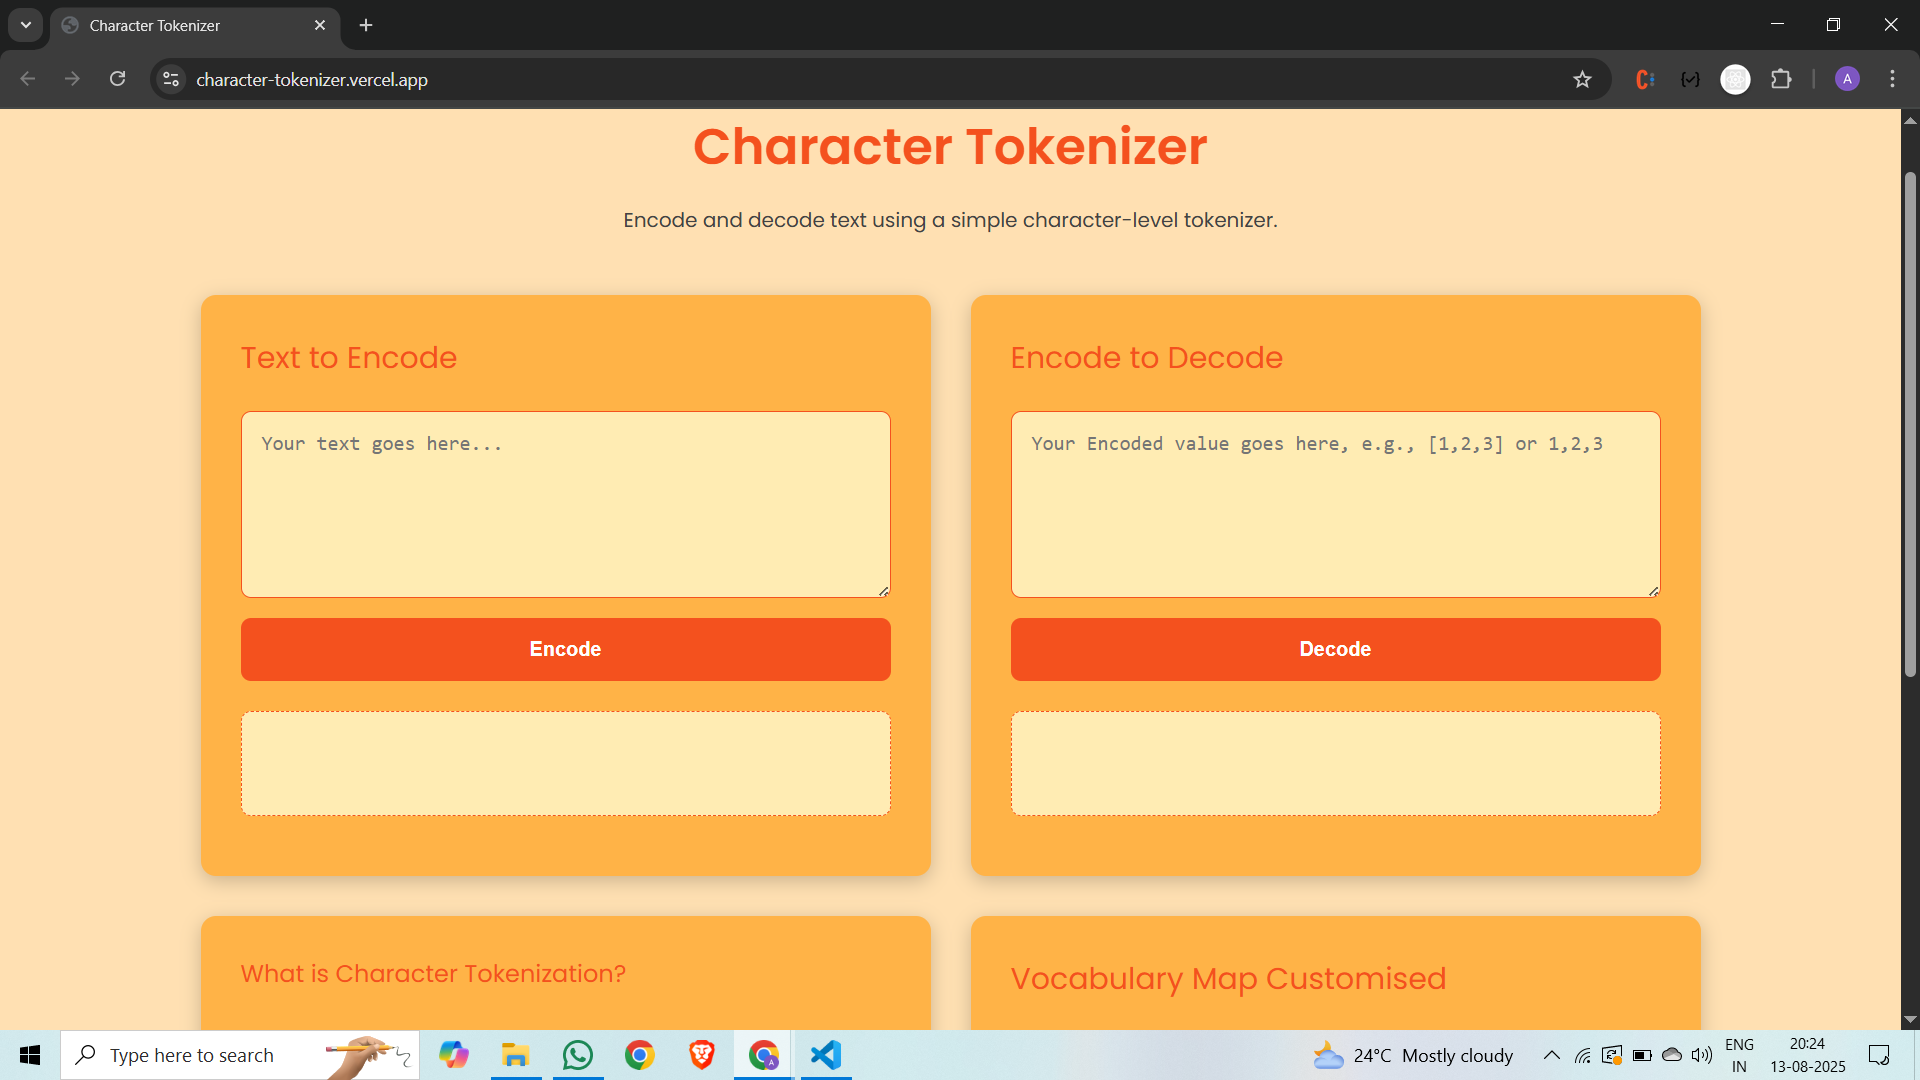 Character Tokenizer
character-tokenizer.vercel.app
A
Character Tokenizer
Encode and decode text using a simple character-level tokenizer.
Text to Encode
Your text goes here...
Encode
Encode to Decode
Your Encoded value goes here, e.g., [1,2,3] or 1,2,3
Decode
What is Character Tokenization?
Vocabulary Map Customised
Type here to search
24°C Mostly cloudy
ENG
IN
20:24
13-08-2025